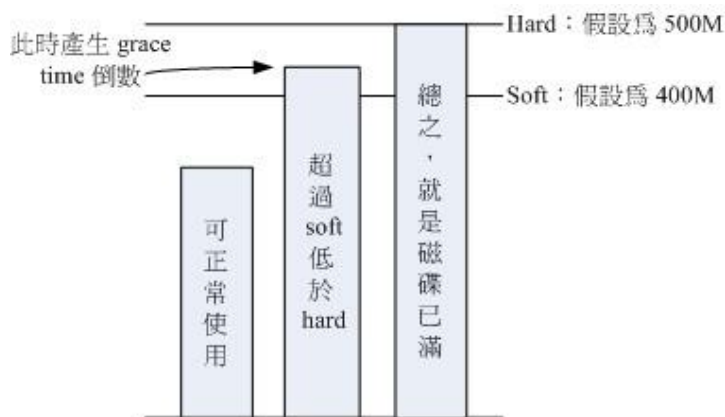 Hard：假設爲 500M
此時產生 grace
time 倒數
Soft：假設爲 400M
可正常使用
超過
soft
低於
hard
總之，就是磁碟已滿